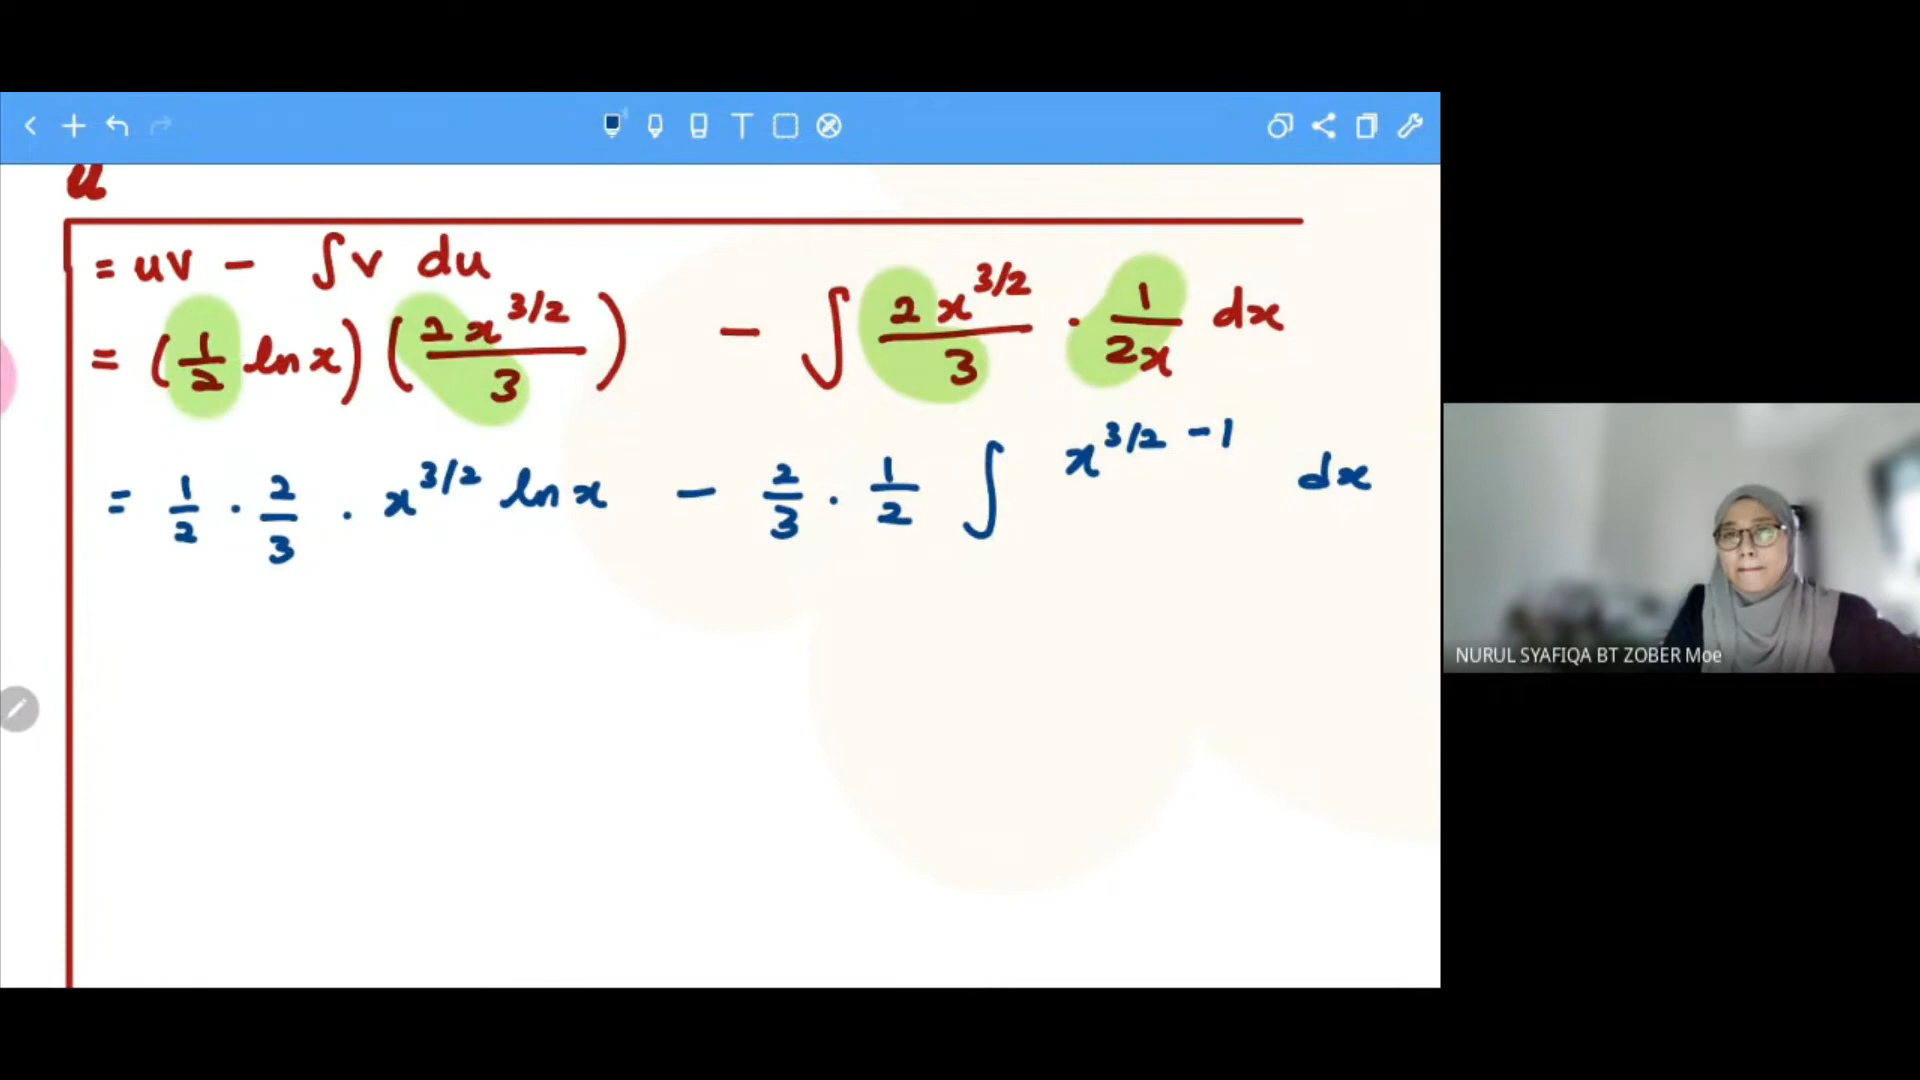 u
= uv - ∫v du
= (1/2 ln x) (2x^3/2 / 3) - ∫ 2x^3/2 / 3 · 1/2x dx
= 1/2 · 2/3 · x^3/2 ln x - 2/3 · 1/2 ∫ x^3/2 -1 dx
NURUL SYAFIQA BT ZOBER Moe